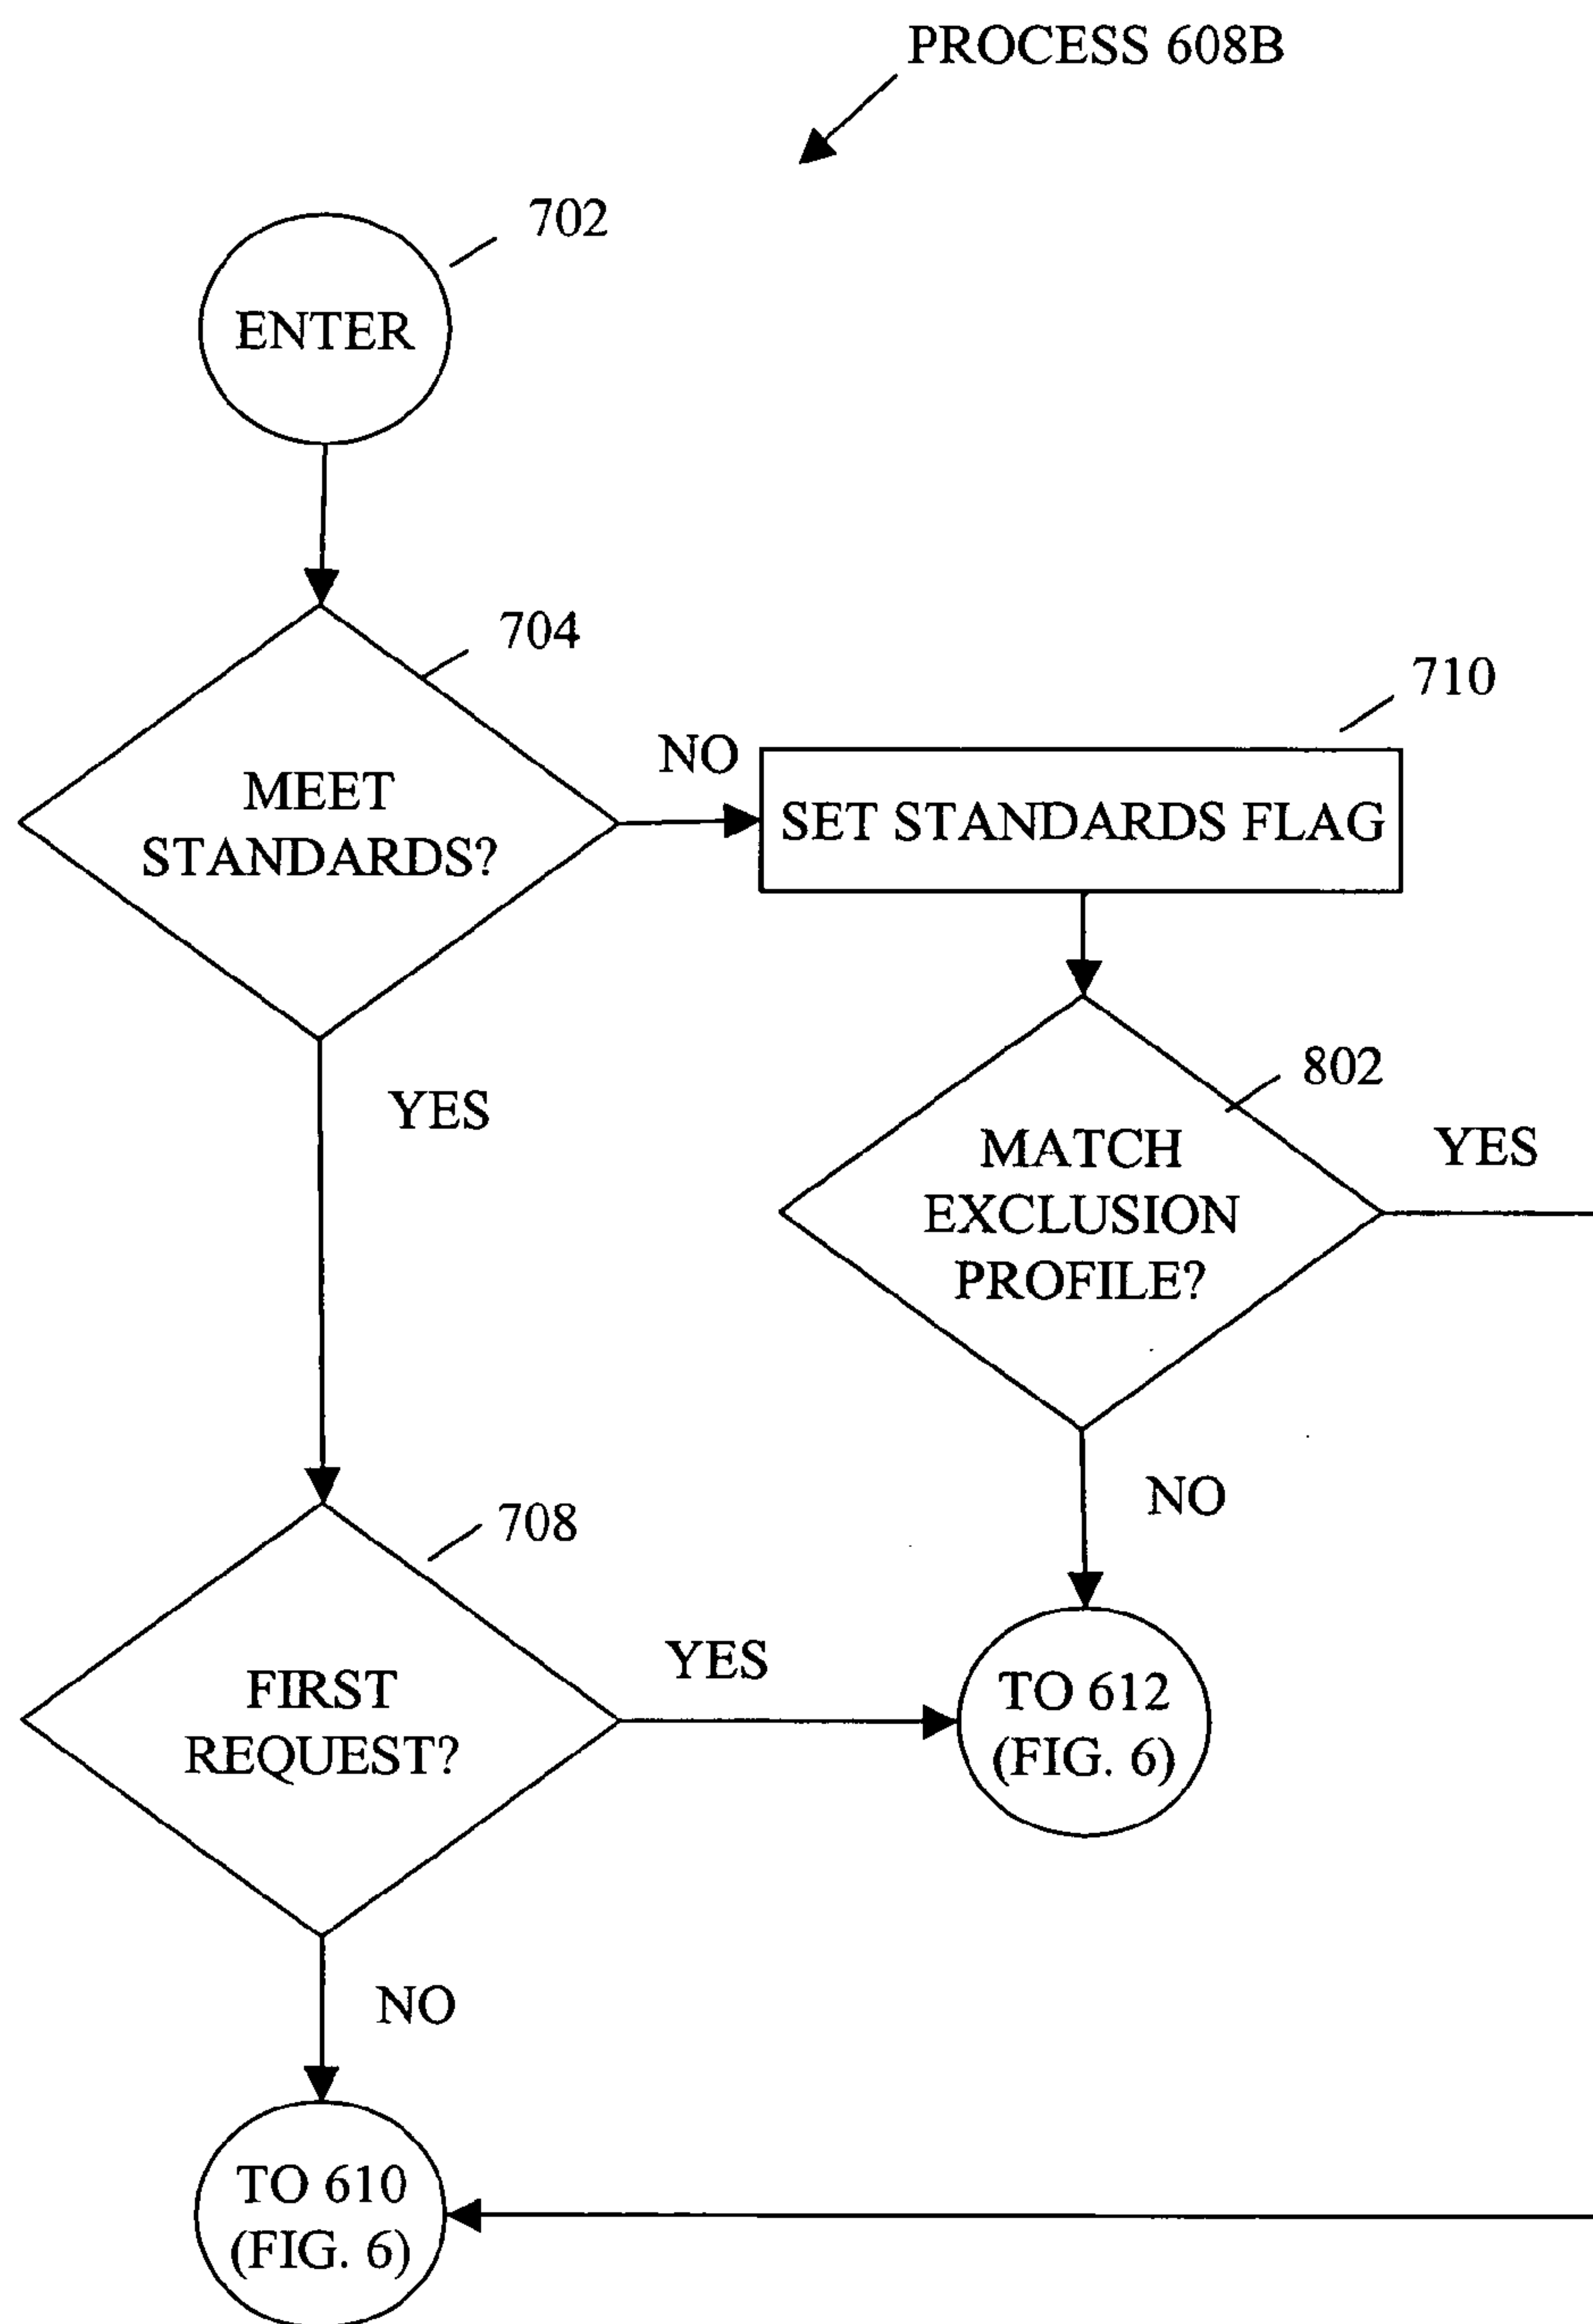 PROCESS 608B
702
ENTER
704
MEET
STANDARDS?
NO
710
SET STANDARDS FLAG
YES
802
MATCH
EXCLUSION
PROFILE?
YES
NO
708
FIRST
REQUEST?
YES
TO 612
(FIG. 6)
NO
TO 610
(FIG. 6)